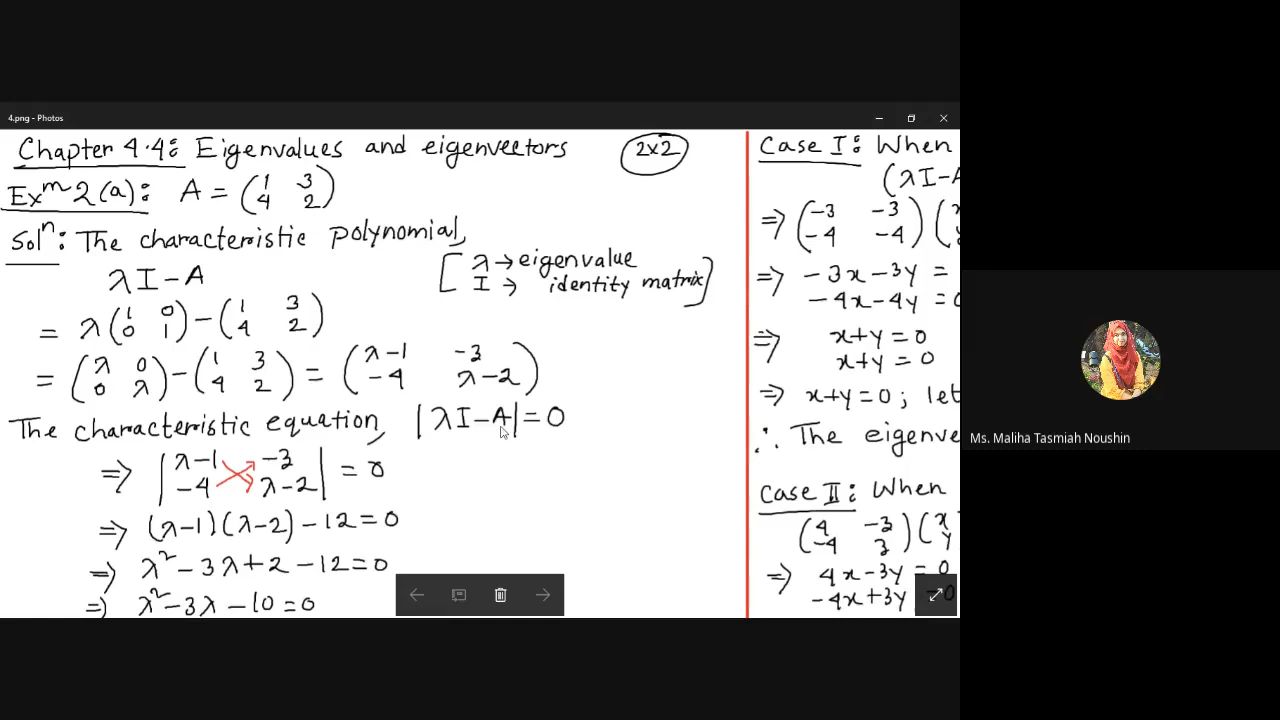 4.png - Photos
Chapter 4.4: Eigenvalues and eigenvectors
2x2
Exm 2(a): A = (1 3
4 2)
Soln: The characteristic polynomial,
λI - A
[λ → eigenvalue
I → identity matrix]
= λ(1 0
0 1) - (1 3
4 2)
= (λ 0
0 λ) - (1 3
4 2) = (λ-1 -3
-4 λ-2)
The characteristic equation, |λI - A| = 0
⇒ |λ-1 -3
-4 λ-2| = 0
⇒ (λ-1)(λ-2) - 12 = 0
⇒ λ² - 3λ + 2 - 12 = 0
⇒ λ² - 3λ - 10 = 0
Case I: When
(λI-A
⇒ (-3 -3
-4 -4)(x
⇒ -3x - 3y =
-4x - 4y = 0
⇒ x+y = 0
x+y = 0
⇒ x+y = 0; let
∴ The eigenve
Case II: When
(4 -3
-4 3)(x
y
⇒ 4x - 3y = 0
-4x + 3y = 0
Ms. Maliha Tasmiah Noushin